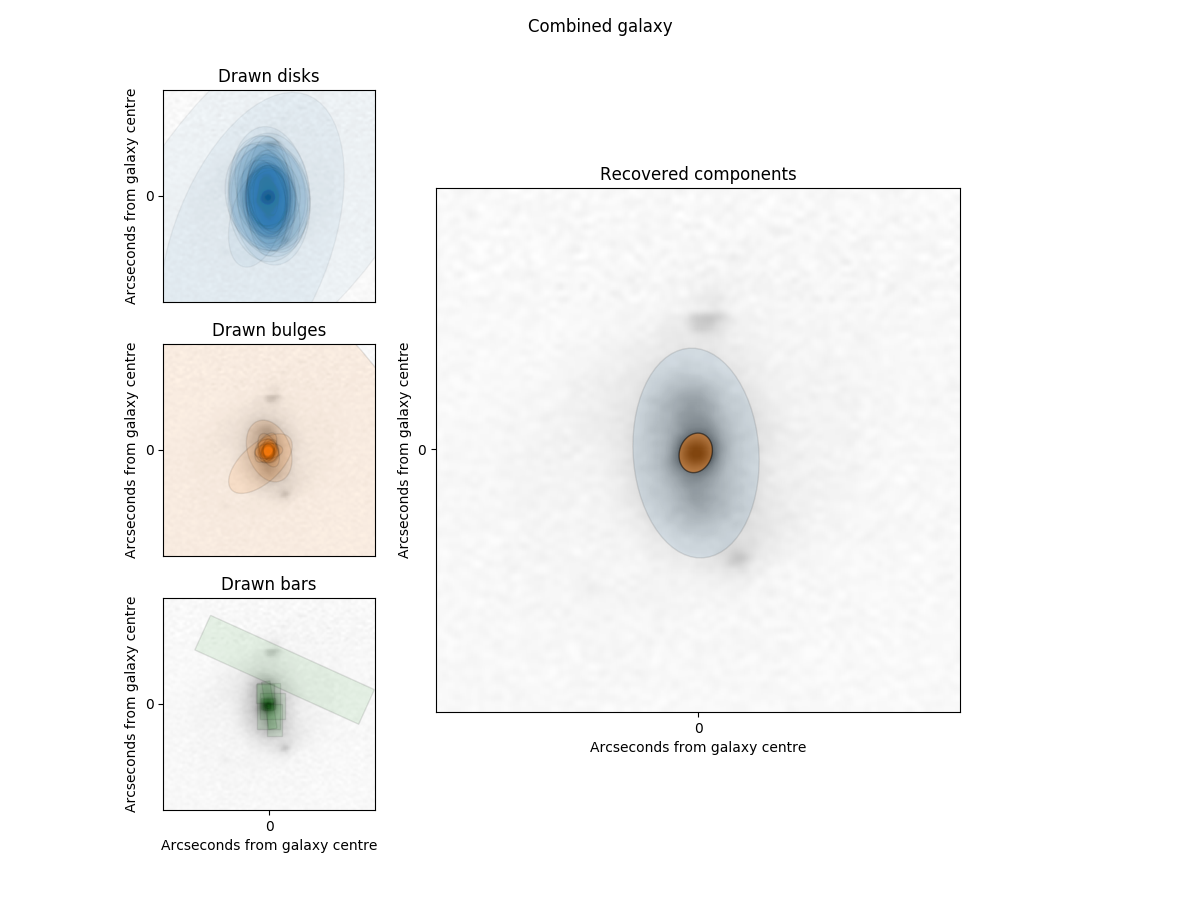 Combined galaxy
Drawn disks
Arcseconds from galaxy centre
0
Drawn bulges
Arcseconds from galaxy centre
0
Drawn bars
Arcseconds from galaxy centre
0
0
Arcseconds from galaxy centre
Recovered components
Arcseconds from galaxy centre
0
0
Arcseconds from galaxy centre